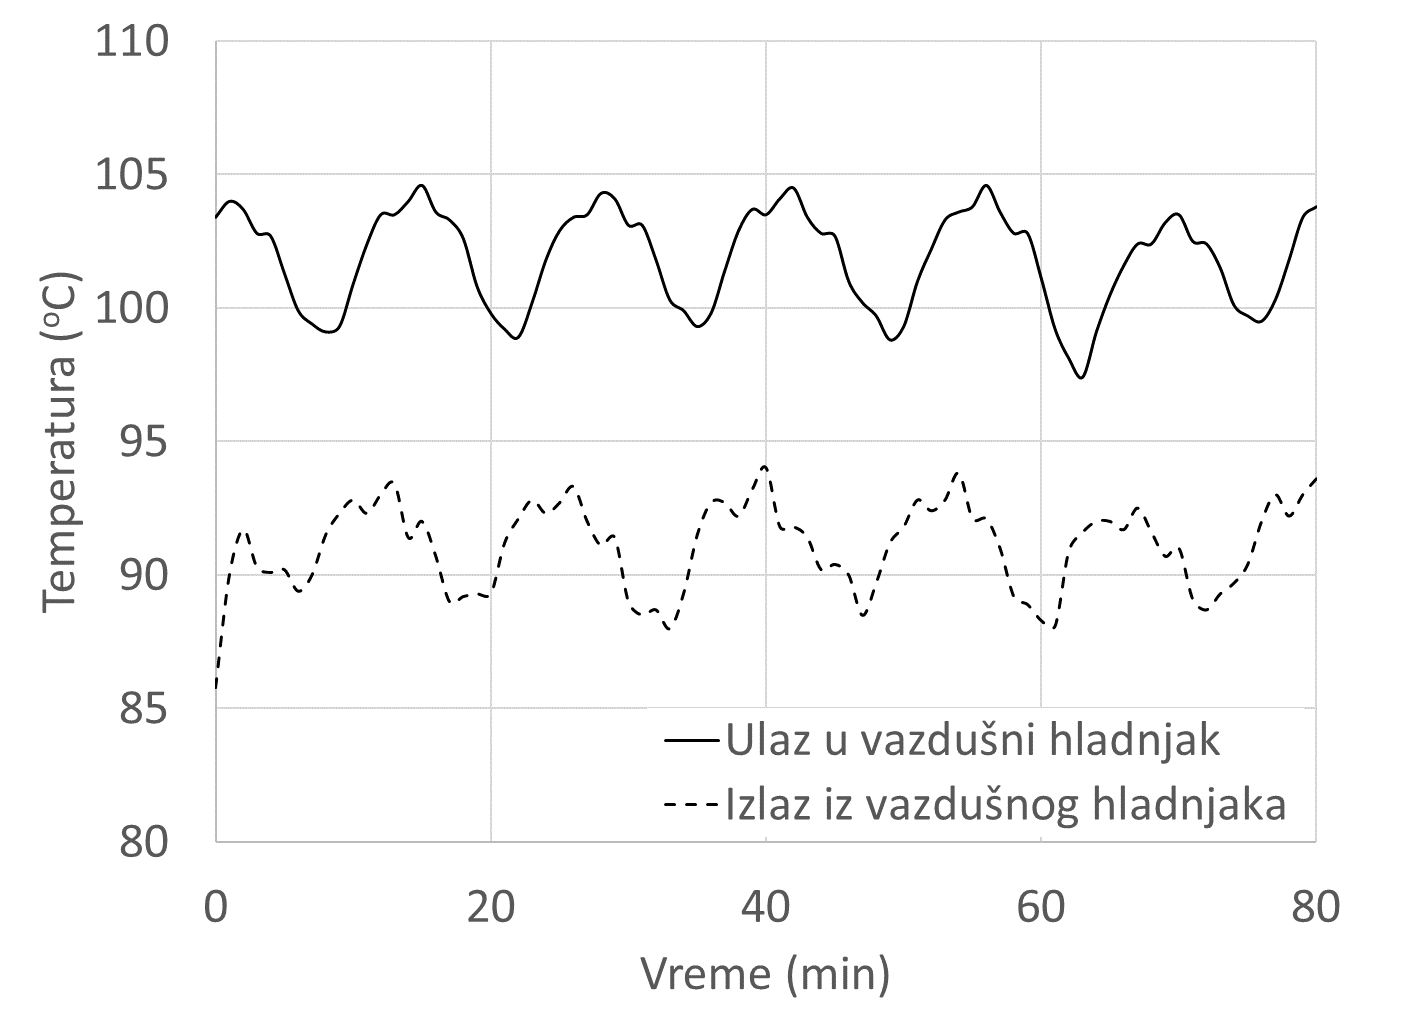 110
105
100
95
90
85
80
Temperatura (°C)
Ulaz u vazdušni hladnjak
Izlaz iz vazdušnog hladnjaka
0 20 40 60 80
Vreme (min)